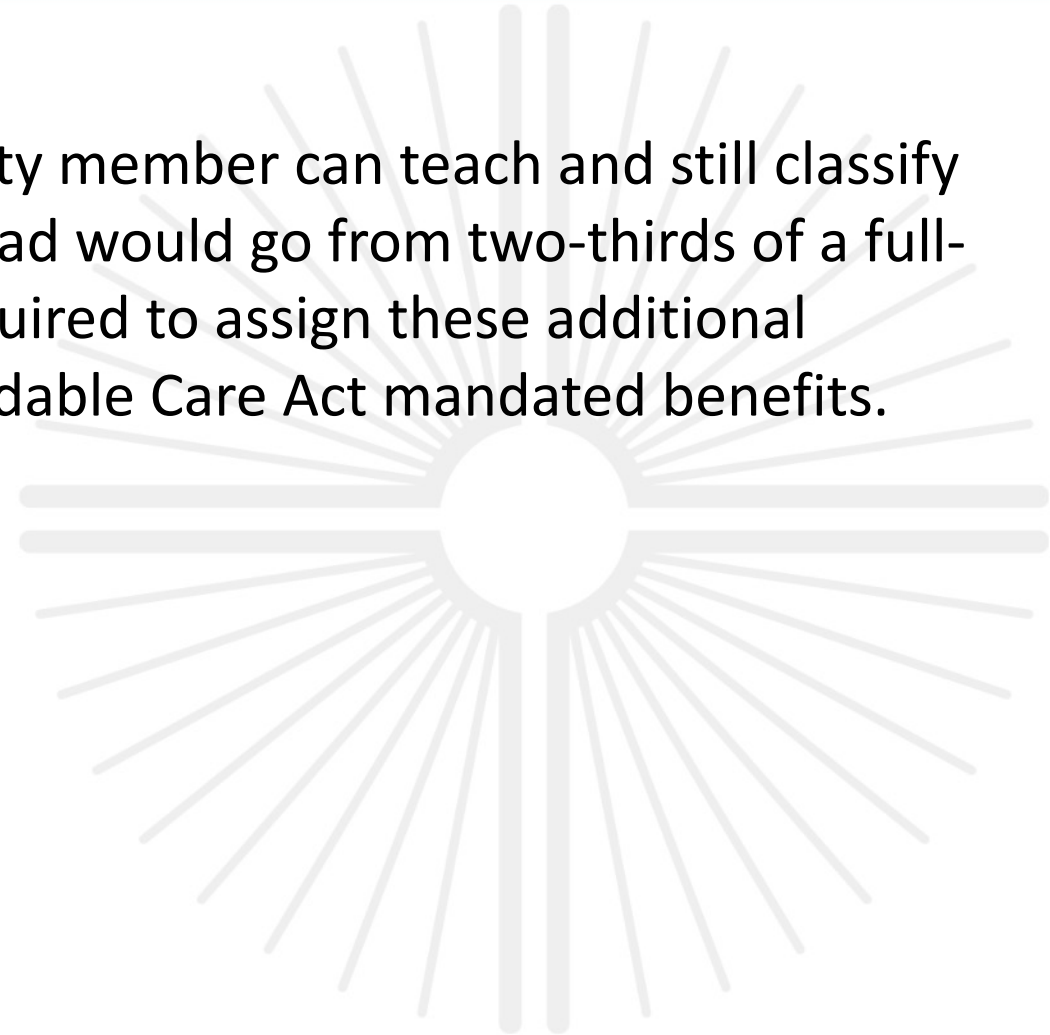 ty member can teach and still classify
ad would go from two-thirds of a full-
uired to assign these additional
dable Care Act mandated benefits.